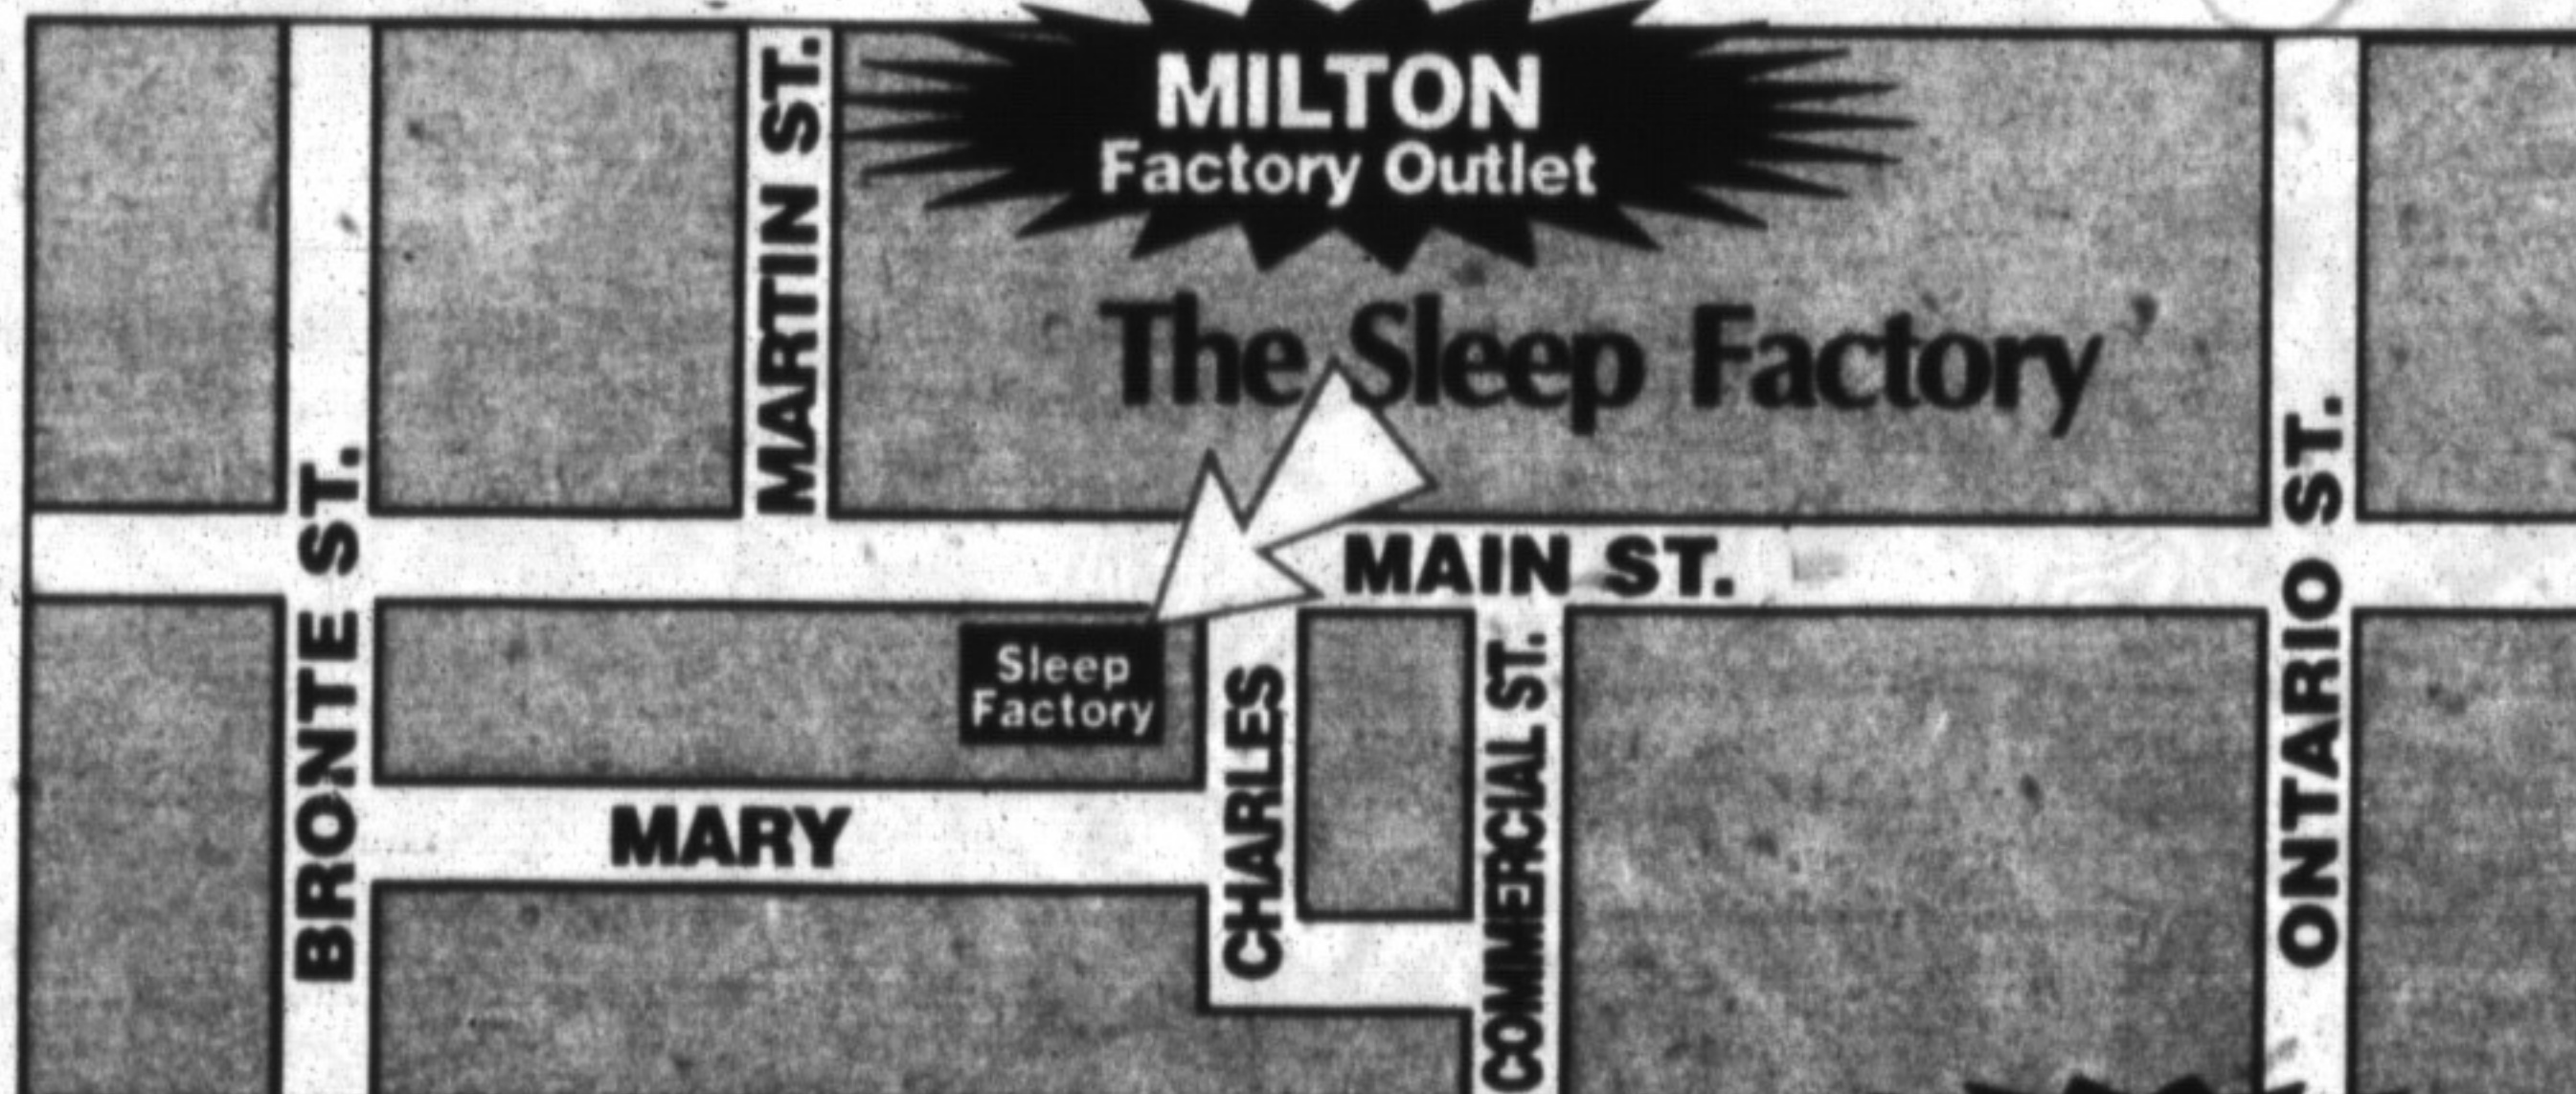 MILTON
Factory Outlet
The Sleep Factory
MARTIN ST.
BRONTE ST.
MAIN ST.
ONTARIO ST.
Sleep
Factory
CHARLES
COMMERCIAL ST.
MARY